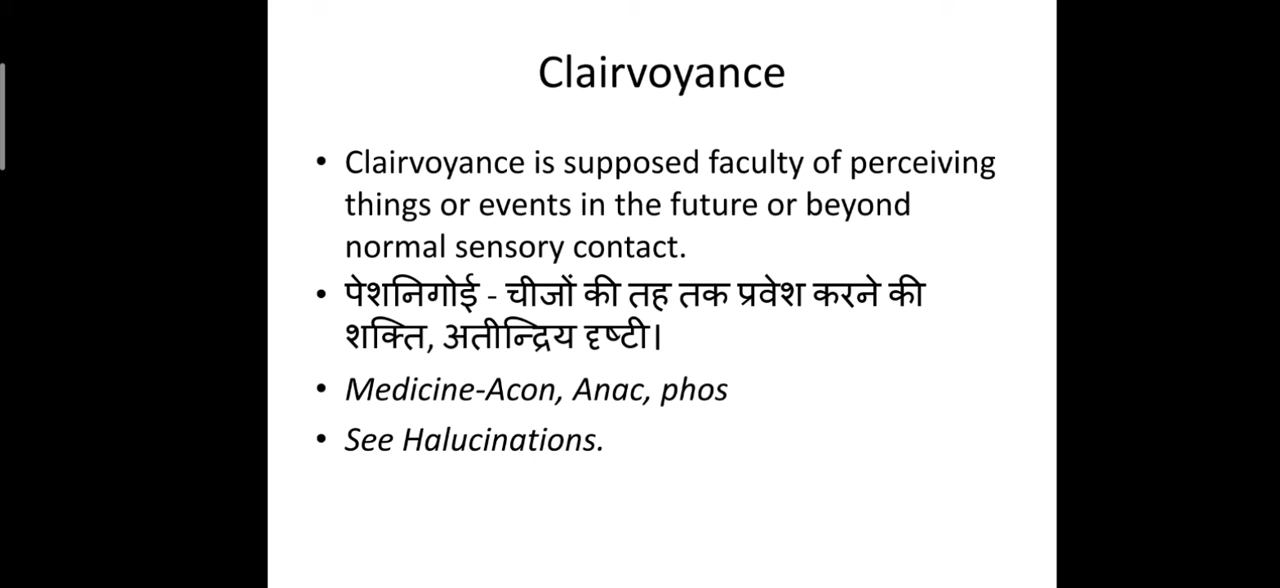 Clairvoyance
• Clairvoyance is supposed faculty of perceiving
things or events in the future or beyond
normal sensory contact.
• पेशनिगोई - चीजों की तह तक प्रवेश करने की
शक्ति, अतीन्द्रिय दृष्टी।
• Medicine-Acon, Anac, phos
• See Halucinations.